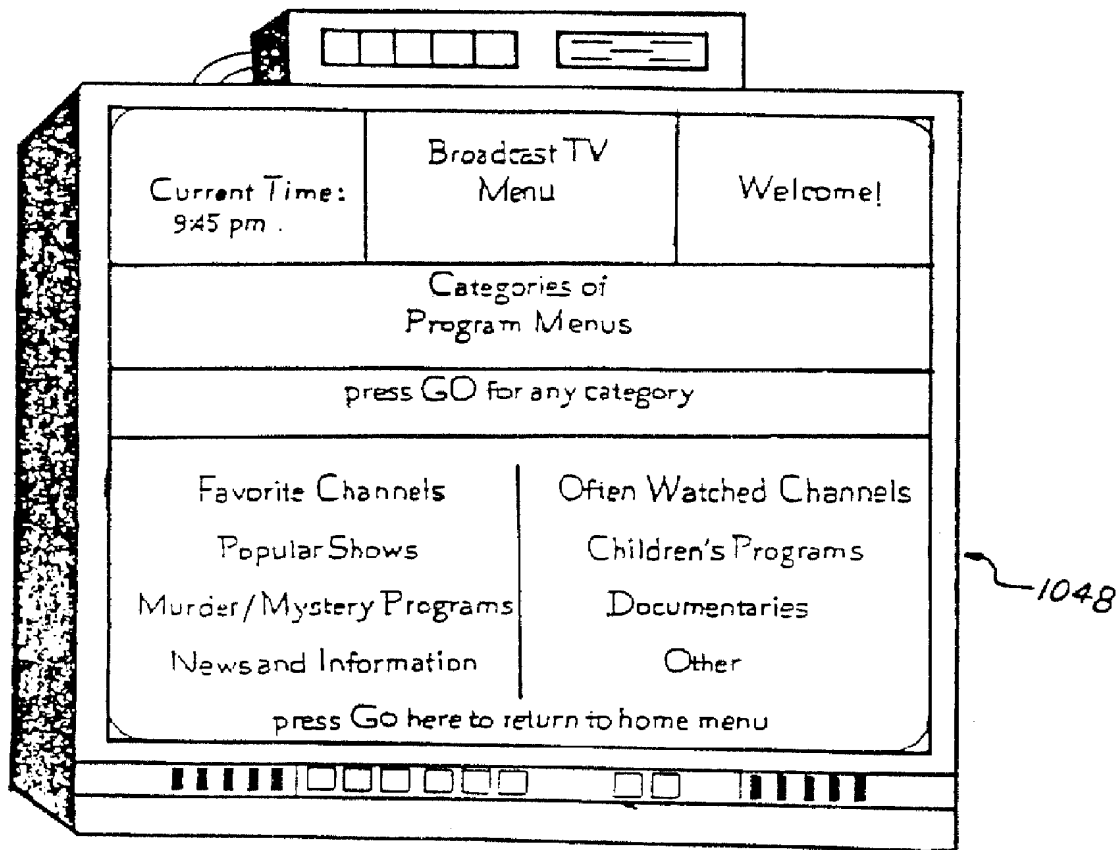 Current Time:
9:45 pm .
Broadcast TV
Menu
Welcome!
Categories of
Program Menus
press GO for any category
Favorite Channels
Popular Shows
Murder/Mystery Programs
News and Information
Often Watched Channels
Children's Programs
Documentaries
Other
press Go here to return to home menu
1048